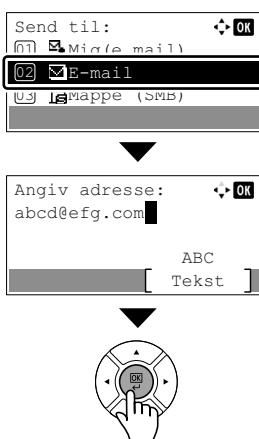 Send til: OK
01 Mig(e mail)
02 E-mail
03 Mappe (SMB)
Angiv adresse: OK
abcd@efg.com
ABC
[ Tekst ]
OK